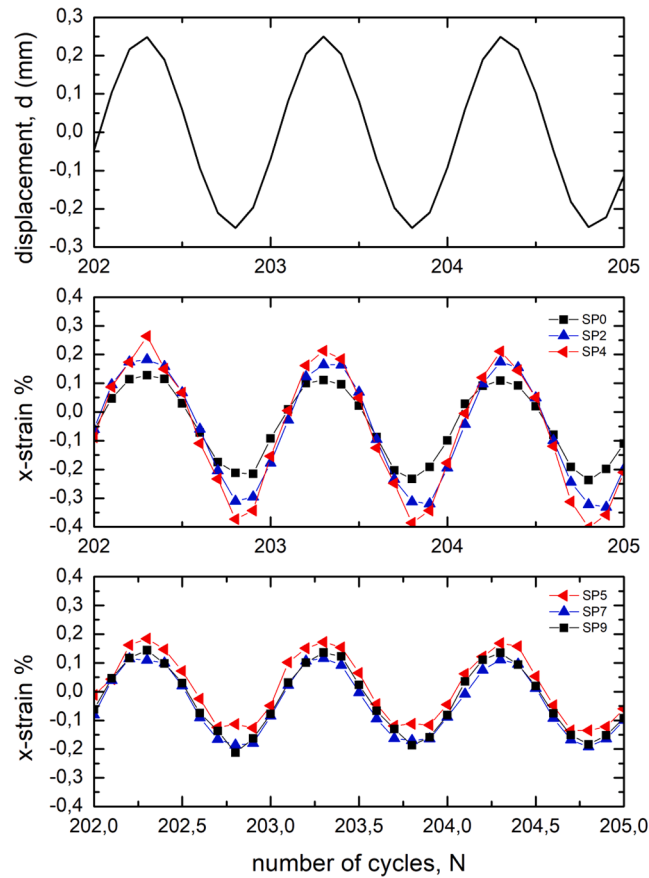 displacement, d (mm)
0,3
0,2
0,1
0,0
-0,1
-0,2
-0,3
202 203 204 205
x-strain %
0,4
0,3
0,2
0,1
0,0
-0,1
-0,2
-0,3
-0,4
SP0
SP2
SP4
202 203 204 205
x-strain %
0,4
0,3
0,2
0,1
0,0
-0,1
-0,2
-0,3
-0,4
SP5
SP7
SP9
202,0 202,5 203,0 203,5 204,0 204,5 205,0
number of cycles, N